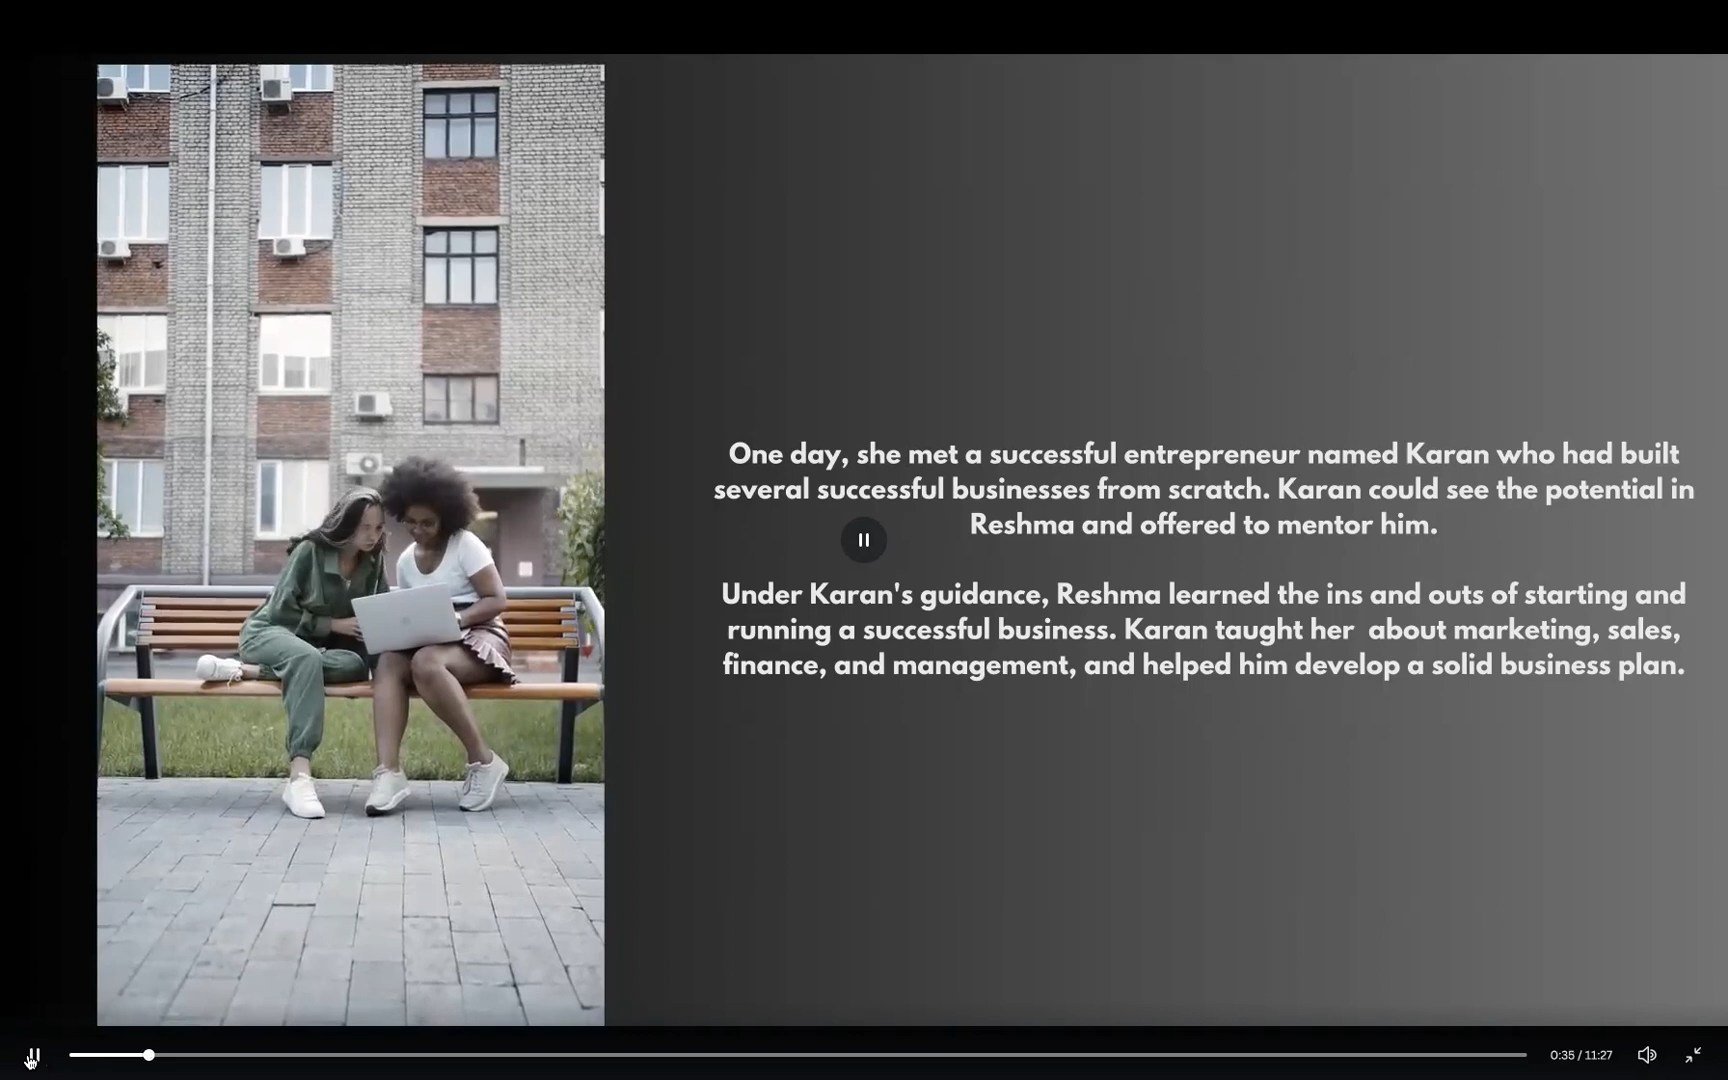 One day, she met a successful entrepreneur named Karan who had built
several successful businesses from scratch. Karan could see the potential in
Reshma and offered to mentor him.
Under Karan's guidance, Reshma learned the ins and outs of starting and
running a successful business. Karan taught her  about marketing, sales,
finance, and management, and helped him develop a solid business plan.
0:35 / 11:27